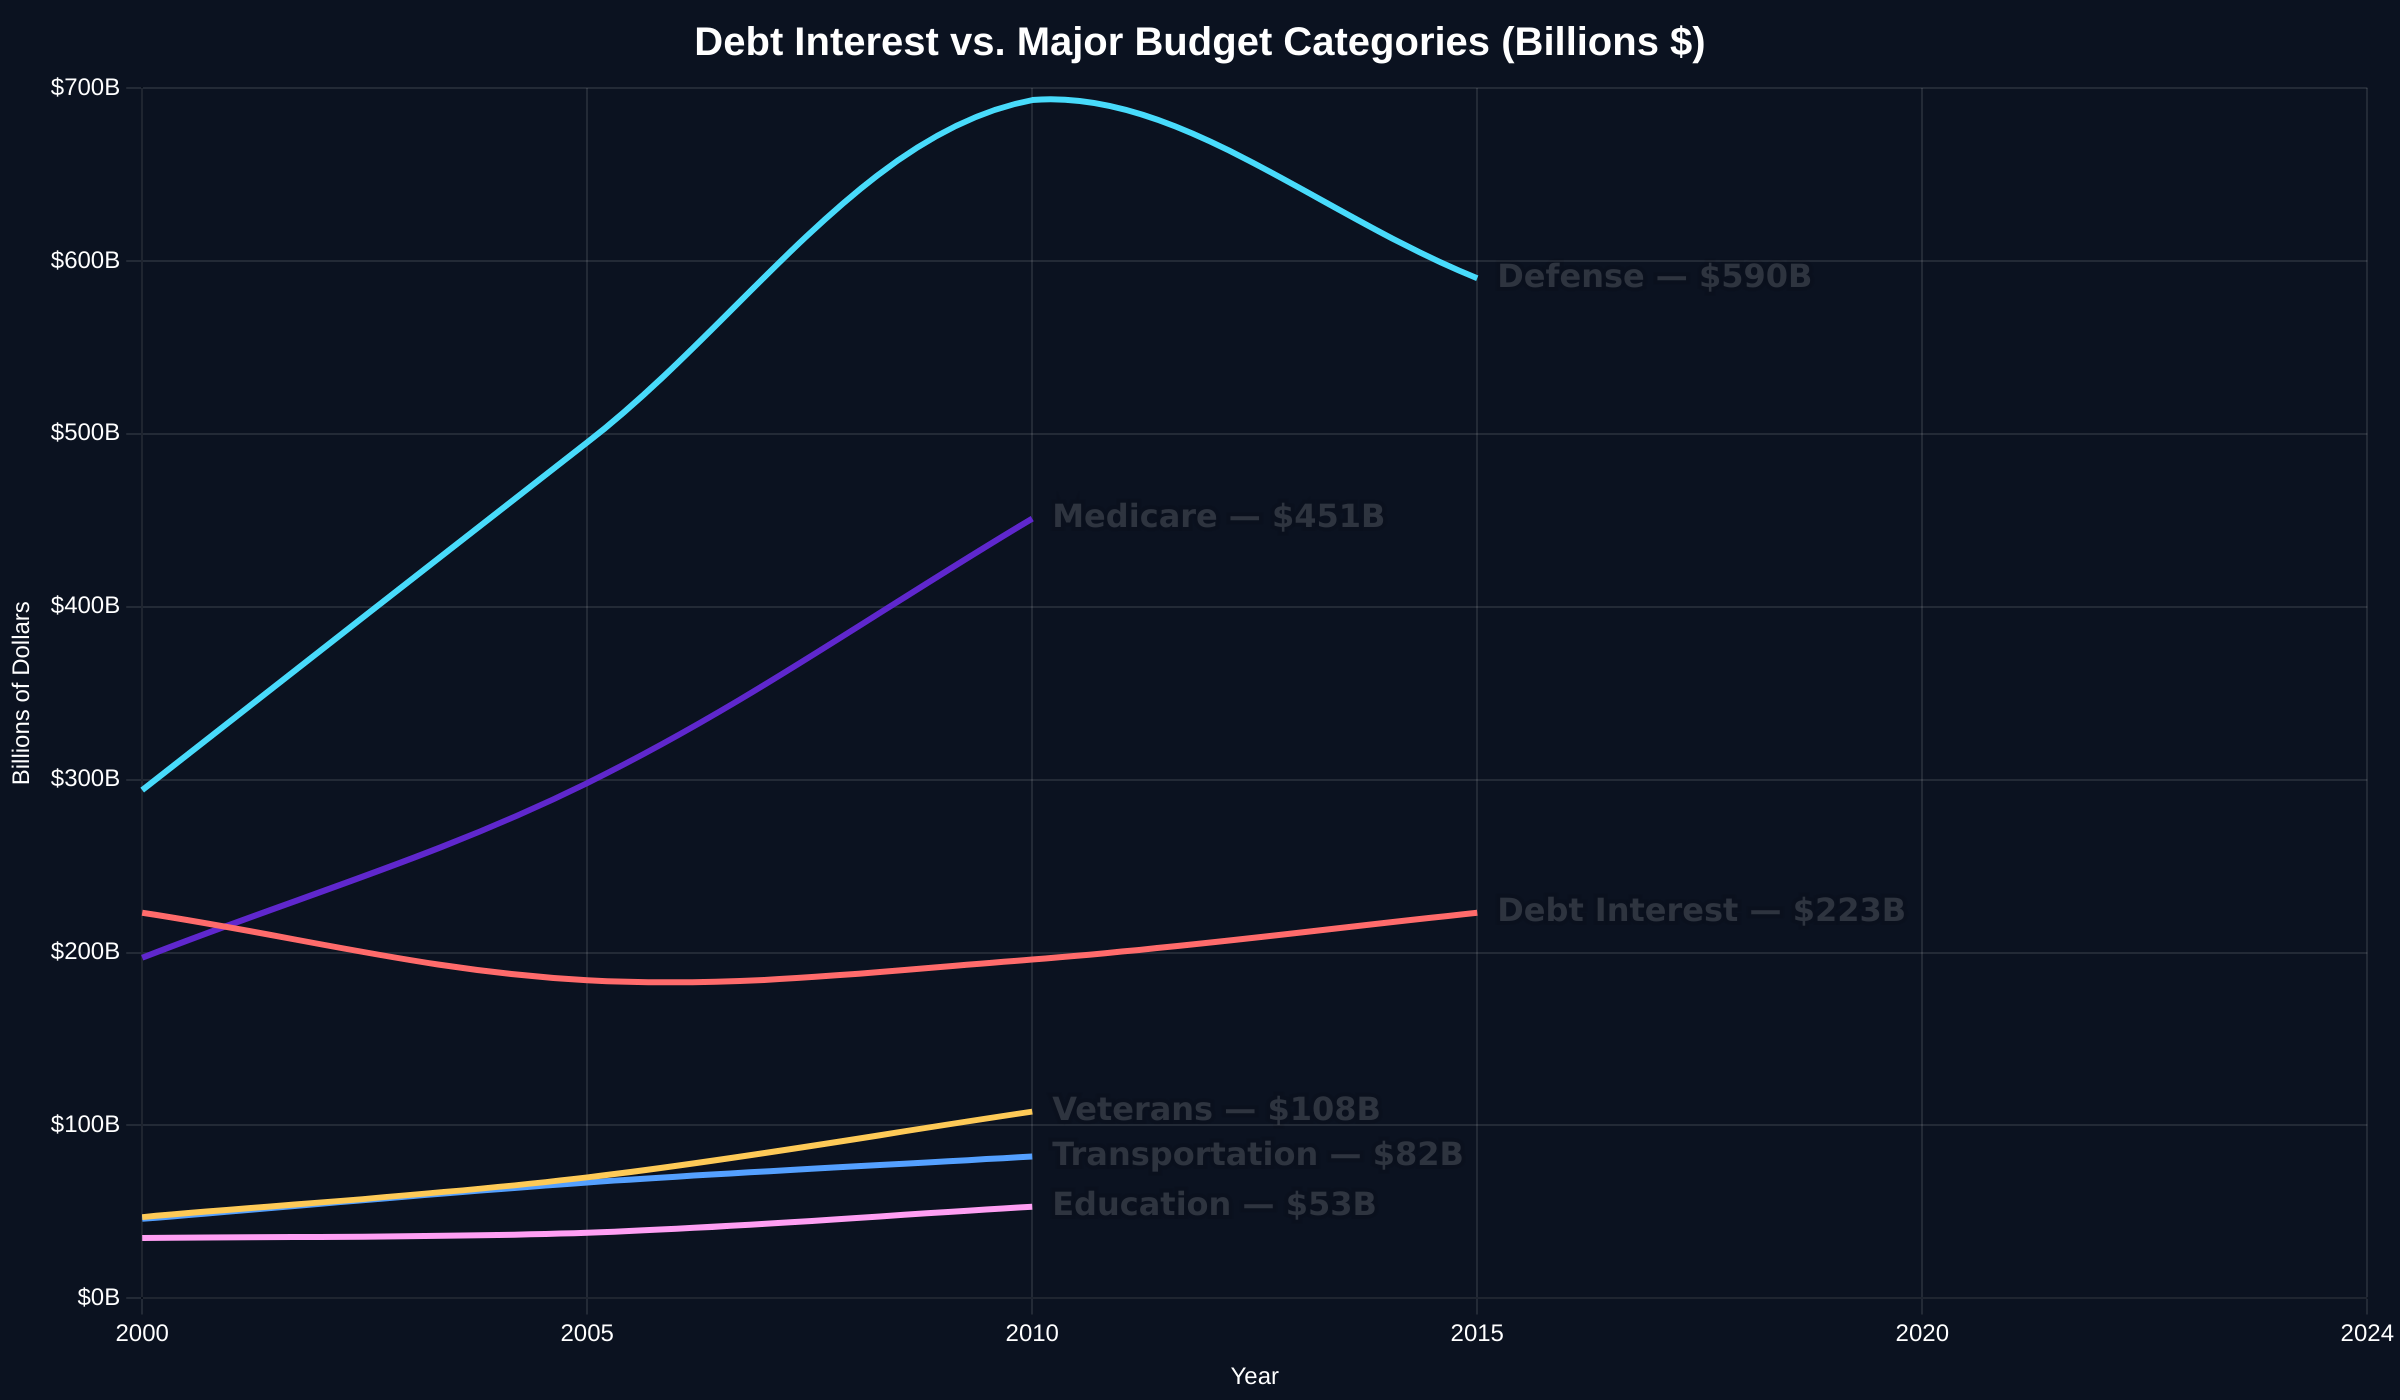 Debt Interest vs. Major Budget Categories (Billions $)
$700B
$600B
$500B
$400B
$300B
$200B
$100B
$0B
Billions of Dollars
Defense — $590B
Medicare — $451B
Debt Interest — $223B
Veterans — $108B
Transportation — $82B
Education — $53B
2000 2005 2010 2015 2020 2024
Year